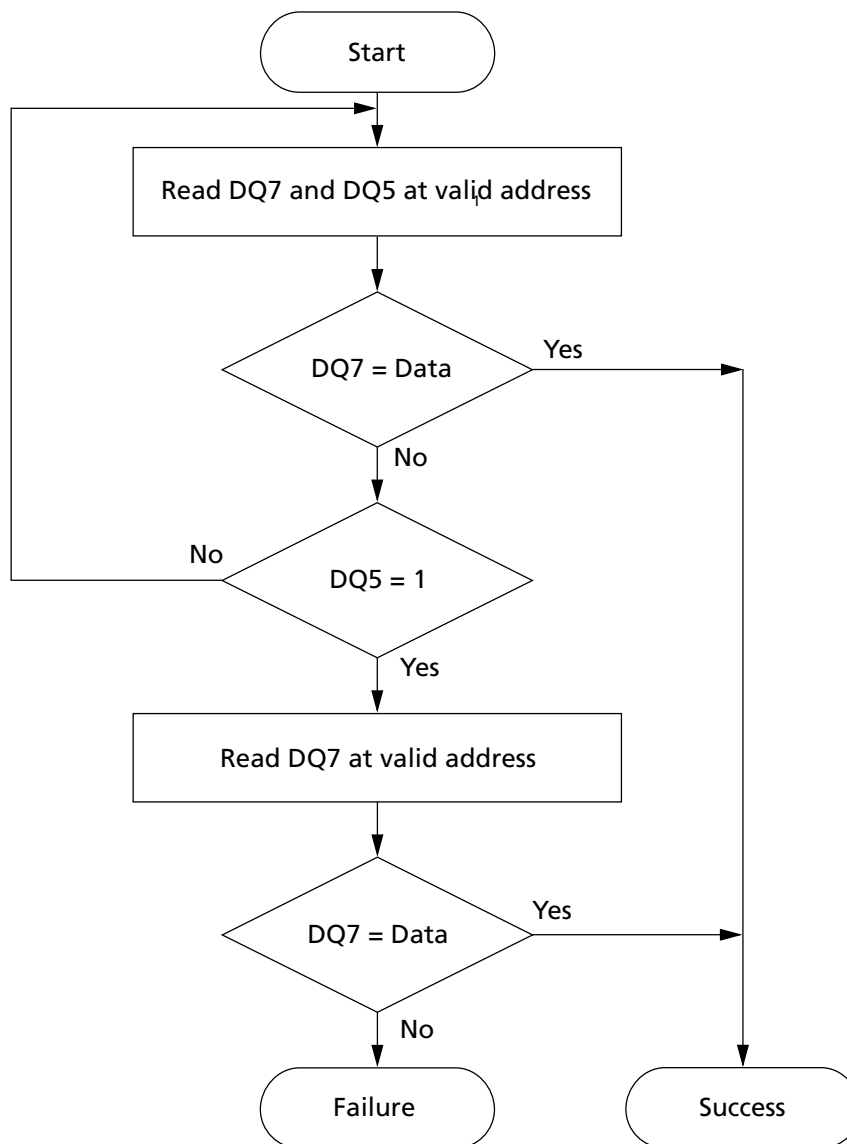 Start
Read DQ7 and DQ5 at valid address
1
DQ7 = Data
Yes
No
DQ5 = 1
No
Yes
Read DQ7 at valid address
DQ7 = Data
Yes
No
Failure
Success